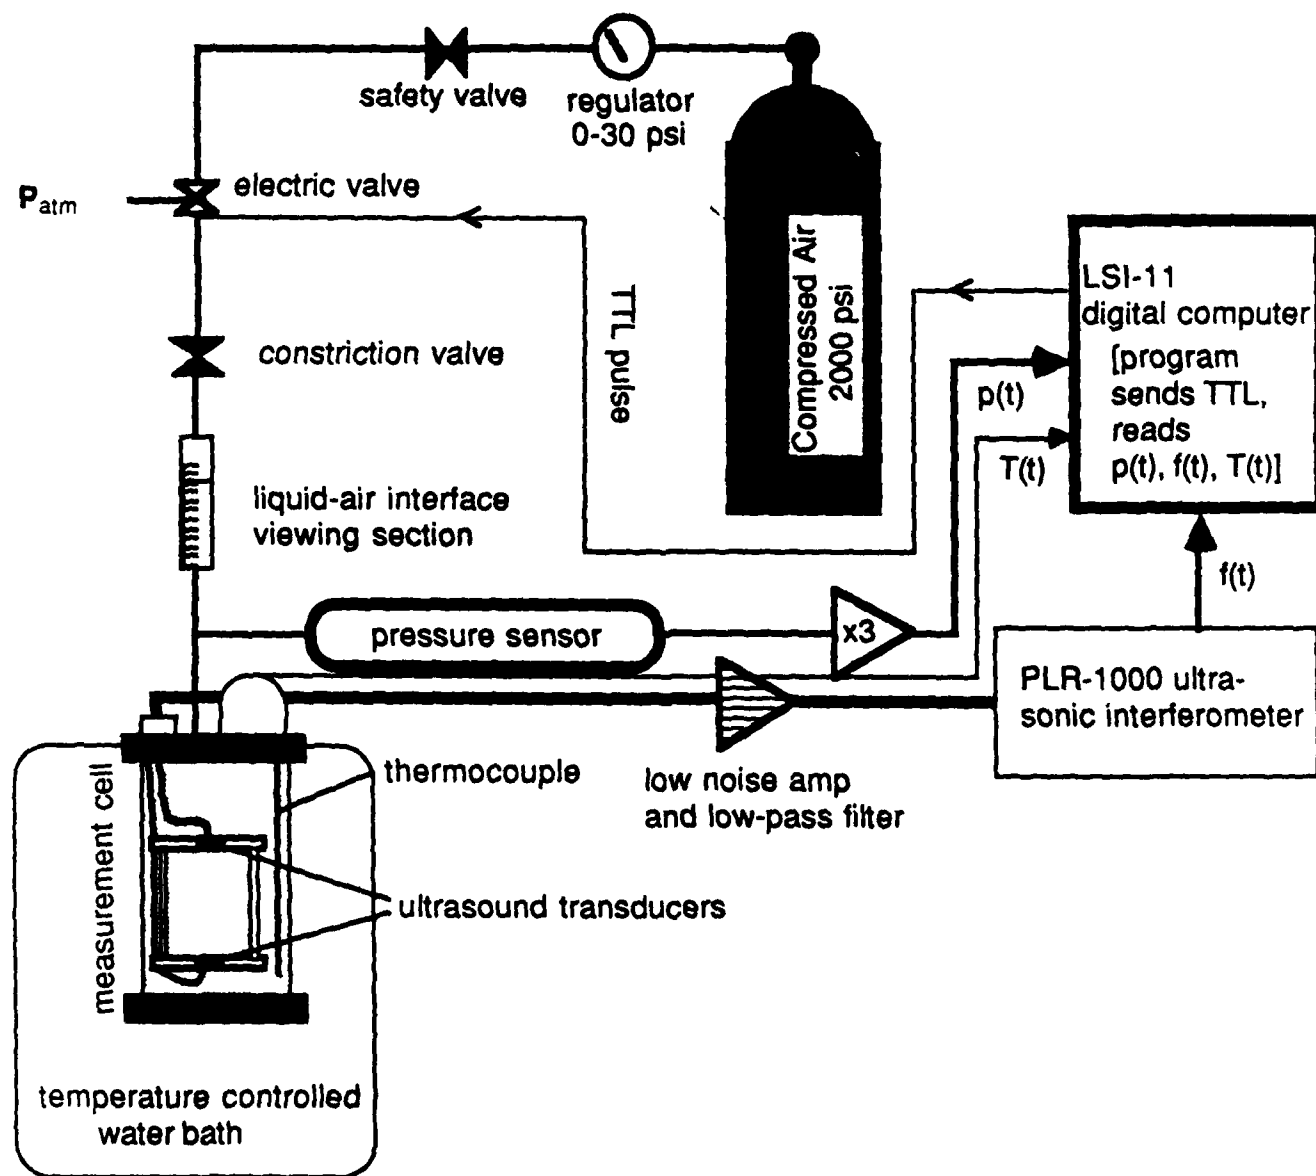 safety valve
regulator
0-30 psi
P atm
electric valve
Compressed Air
2000 psi
TTL pulse
LSI-11
digital computer
[program
sends TTL,
reads
p(t), f(t), T(t)]
constriction valve
p(t)
T(t)
liquid-air interface
viewing section
f(t)
pressure sensor
x3
PLR-1000 ultra-
sonic interferometer
thermocouple
low noise amp
and low-pass filter
measurement cell
ultrasound transducers
temperature controlled
water bath